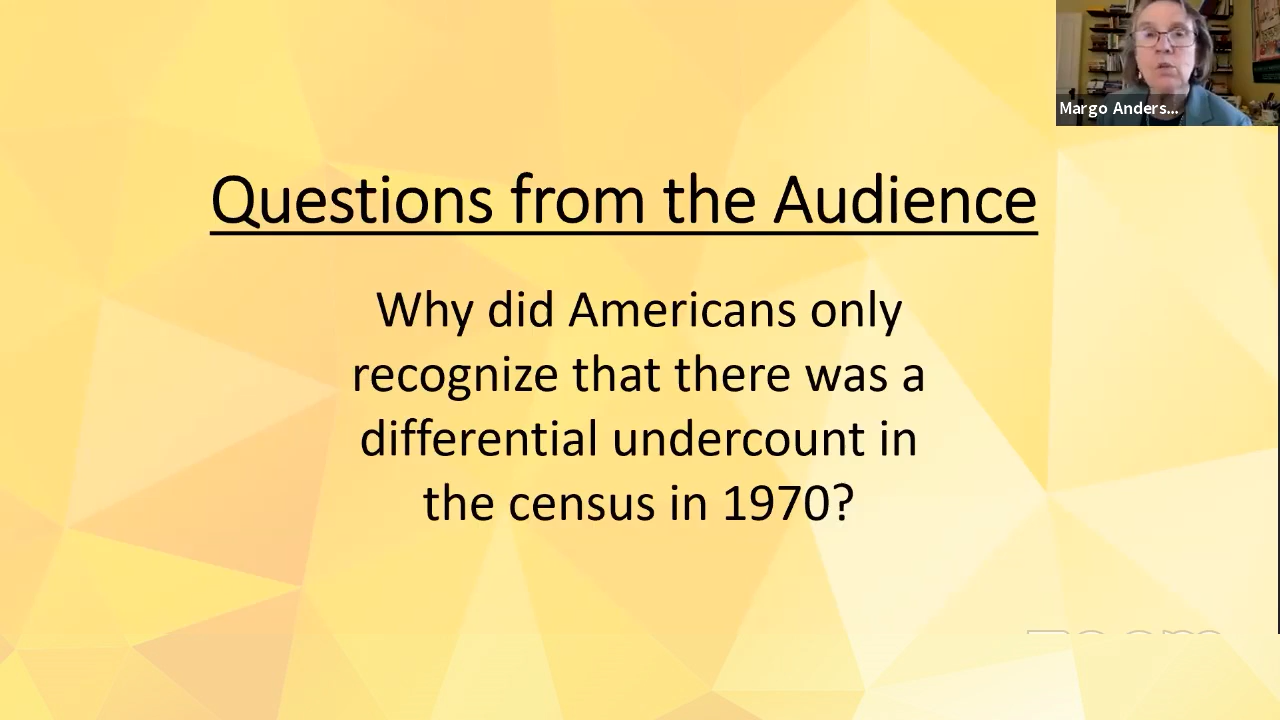 Margo Anders...
Questions from the Audience
Why did Americans only
recognize that there was a
differential undercount in
the census in 1970?